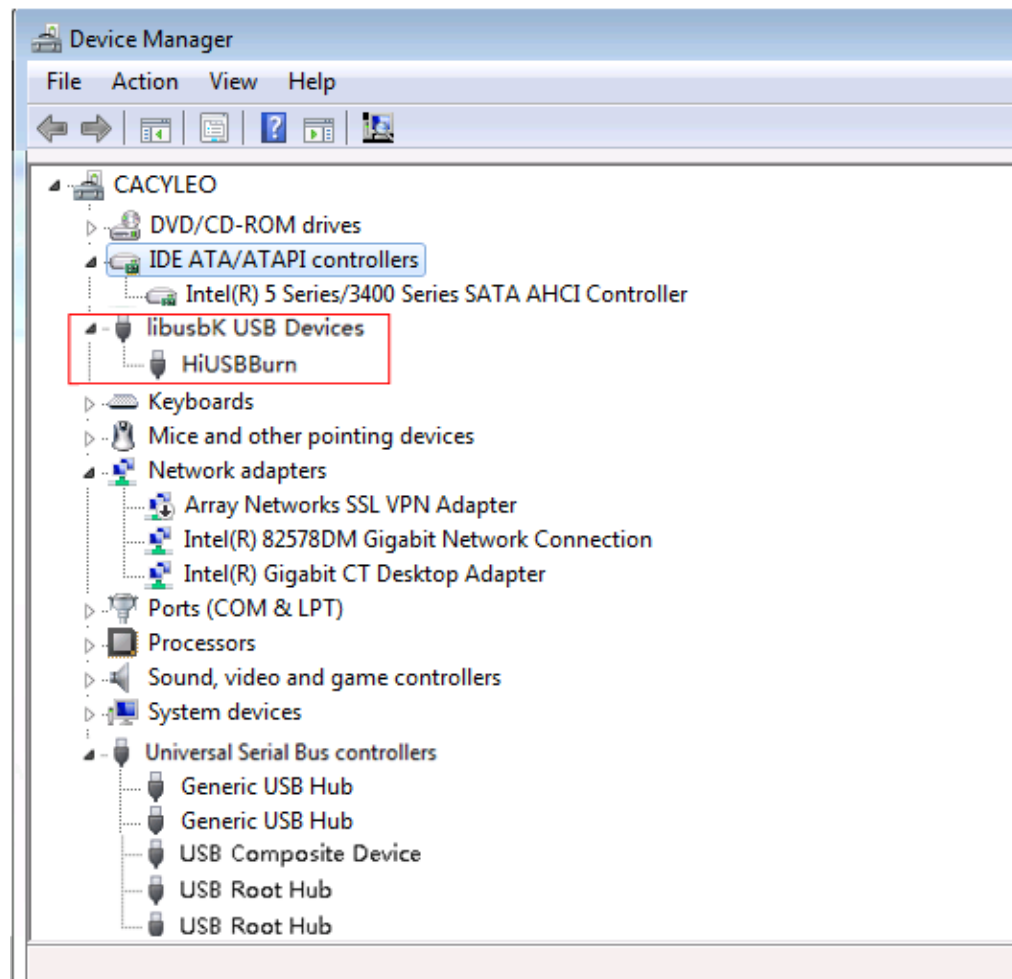 Device Manager
File Action View Help
CACYLEO
DVD/CD-ROM drives
IDE ATA/ATAPI controllers
Intel(R) 5 Series/3400 Series SATA AHCI Controller
libusbK USB Devices
HiUSBBurn
Keyboards
Mice and other pointing devices
Network adapters
Array Networks SSL VPN Adapter
Intel(R) 82578DM Gigabit Network Connection
Intel(R) Gigabit CT Desktop Adapter
Ports (COM & LPT)
Processors
Sound, video and game controllers
System devices
Universal Serial Bus controllers
Generic USB Hub
Generic USB Hub
USB Composite Device
USB Root Hub
USB Root Hub